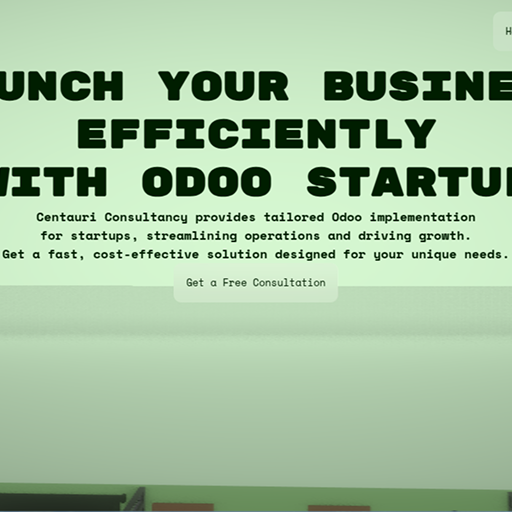 H
UNCH YOUR BUSINE
EFFICIENTLY
WITH ODOO STARTU
Centauri Consultancy provides tailored Odoo implementation
for startups, streamlining operations and driving growth.
Get a fast, cost-effective solution designed for your unique needs.
Get a Free Consultation